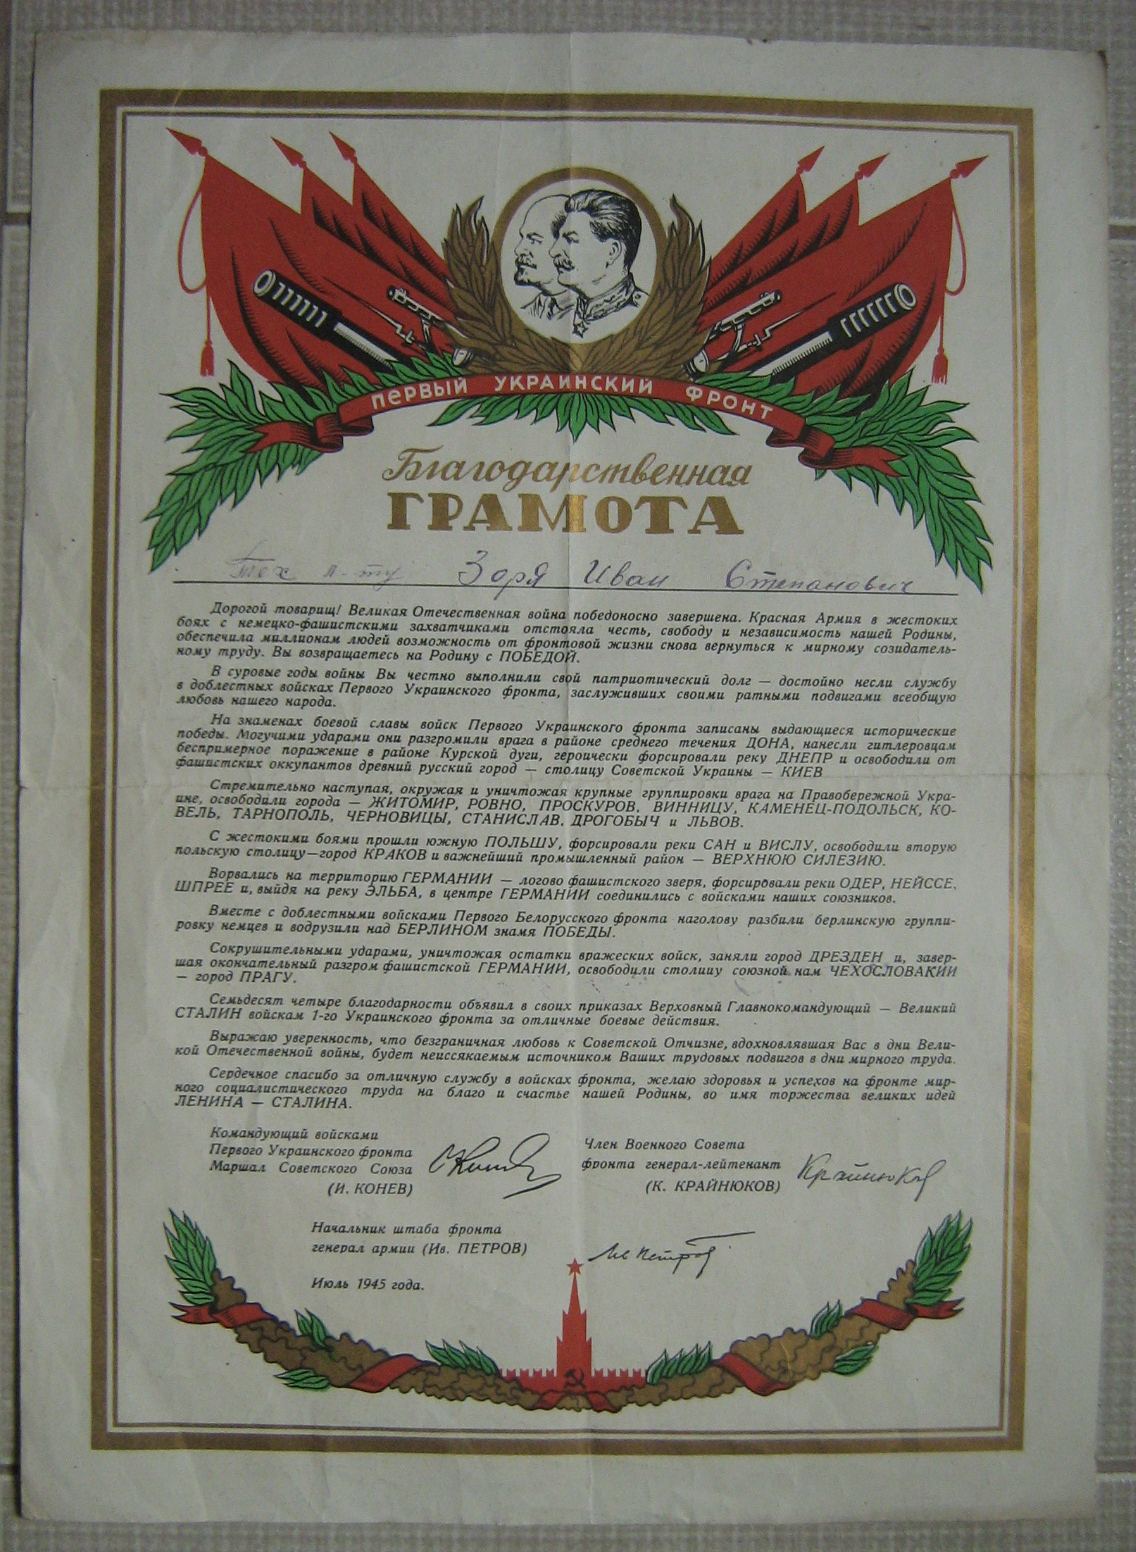 ПЕРВЫЙ УКРАИНСКИЙ ФРОНТ
Благодарственная
ГРАМОТА
Тех л-ту Заря Иван Степанович
Дорогой товарищ! Великая Отечественная война победоносно завершена. Красная Армия в жестоких
боях с немецко-фашистскими захватчиками отстояла честь, свободу и независимость нашей Родины,
обеспечила миллионам людей возможность от фронтовой жизни снова вернуться к мирному созидатель-
ному труду. Вы возвращаетесь на Родину с ПОБЕДОЙ.
В суровые годы войны Вы честно выполнили свой патриотический долг — достойно несли службу
в доблестных войсках Первого Украинского фронта, заслуживших своими ратными подвигами всеобщую
любовь нашего народа.
На знаменах боевой славы войск Первого Украинского фронта записаны выдающиеся исторические
победы. Могучими ударами они разгромили врага в районе среднего течения ДОНА, нанесли гитлеровцам
беспримерное поражение в районе Курской дуги, героически форсировали реку ДНЕПР и освободили от
фашистских оккупантов древний русский город — столицу Советской Украины — КИЕВ
Стремительно наступая, окружая и уничтожая крупные группировки врага на Правобережной Укра-
ине, освободили города — ЖИТОМИР, РОВНО, ПРОСКУРОВ, ВИННИЦУ, КАМЕНЕЦ-ПОДОЛЬСК, КО-
ВЕЛЬ, ТАРНОПОЛЬ, ЧЕРНОВИЦЫ, СТАНИСЛАВ, ДРОГОБЫЧ и ЛЬВОВ.
С жестокими боями прошли южную ПОЛЬШУ, форсировали реки САН и ВИСЛУ, освободили вторую
польскую столицу—город КРАКОВ и важнейший промышленный район — ВЕРХНЮЮ СИЛЕЗИЮ.
Ворвались на территорию ГЕРМАНИИ — логово фашистского зверя, форсировали реки ОДЕР, НЕЙССЕ,
ШПРЕЕ и, выйдя на реку ЭЛЬБА, в центре ГЕРМАНИИ соединились с войсками наших союзников.
Вместе с доблестными войсками Первого Белорусского фронта наголову разбили берлинскую группи-
ровку немцев и водрузили над БЕРЛИНОМ знамя ПОБЕДЫ.
Сокрушительными ударами, уничтожая остатки вражеских войск, заняли город ДРЕЗДЕН и, завер-
шая окончательный разгром фашистской ГЕРМАНИИ, освободили столицу союзной нам ЧЕХОСЛОВАКИИ
— город ПРАГУ.
Семьдесят четыре благодарности объявил в своих приказах Верховный Главнокомандующий — Великий
СТАЛИН войскам 1-го Украинского фронта за отличные боевые действия.
Выражаю уверенность, что безграничная любовь к Советской Отчизне, вдохновлявшая Вас в дни Вели-
кой Отечественной войны, будет неиссякаемым источником Ваших трудовых подвигов в дни мирного труда.
Сердечное спасибо за отличную службу в войсках фронта, желаю здоровья и успехов на фронте мир-
ного социалистического труда на благо и счастье нашей Родины, во имя торжества великих идей
ЛЕНИНА — СТАЛИНА.
Командующий войсками
Первого Украинского фронта
Маршал Советского Союза
(И. КОНЕВ)
Член Военного Совета
фронта генерал-лейтенант
(К. КРАЙНЮКОВ)
Крайнюков
Начальник штаба фронта
генерал армии (Ив. ПЕТРОВ)
Ив Петров
Июль 1945 года.